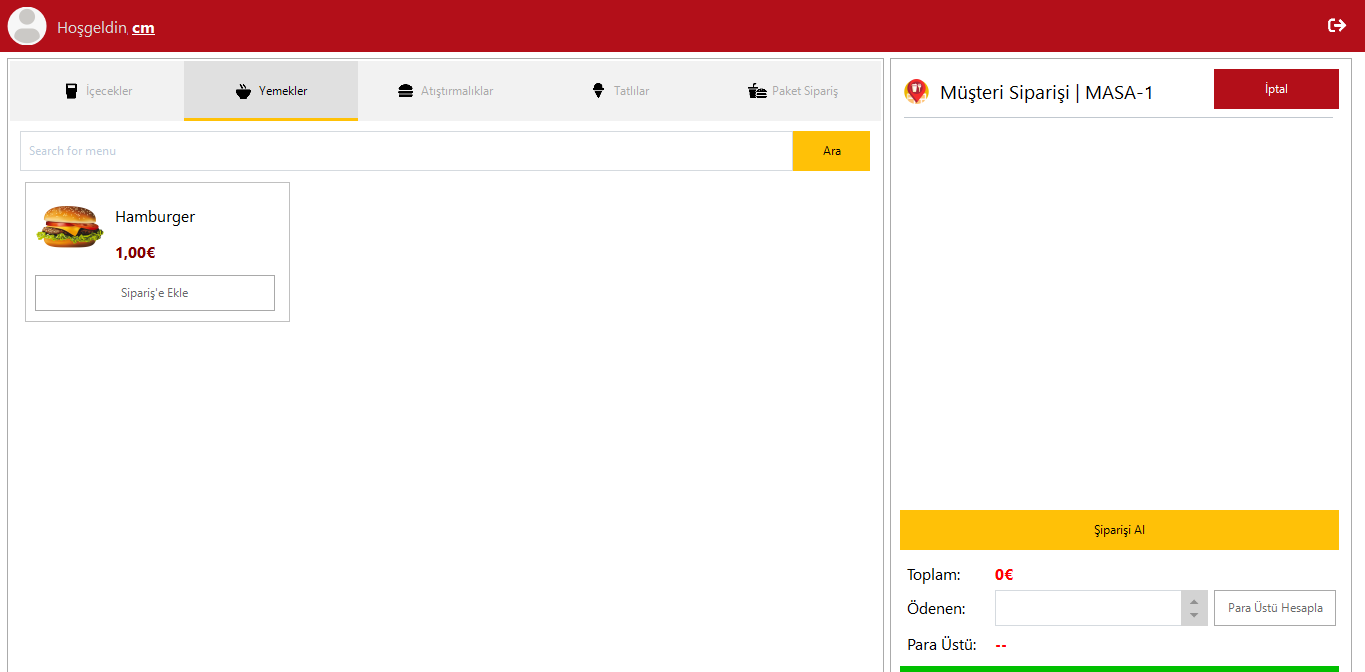 Hoşgeldin, cm
İçecekler
Yemekler
Atıştırmalıklar
Tatlılar
Paket Sipariş
Search for menu
Ara
Hamburger
1,00€
Sipariş'e Ekle
Müşteri Siparişi | MASA-1
İptal
Şiparişi Al
Toplam: 0€
Ödenen:
Para Üstü Hesapla
Para Üstü: --